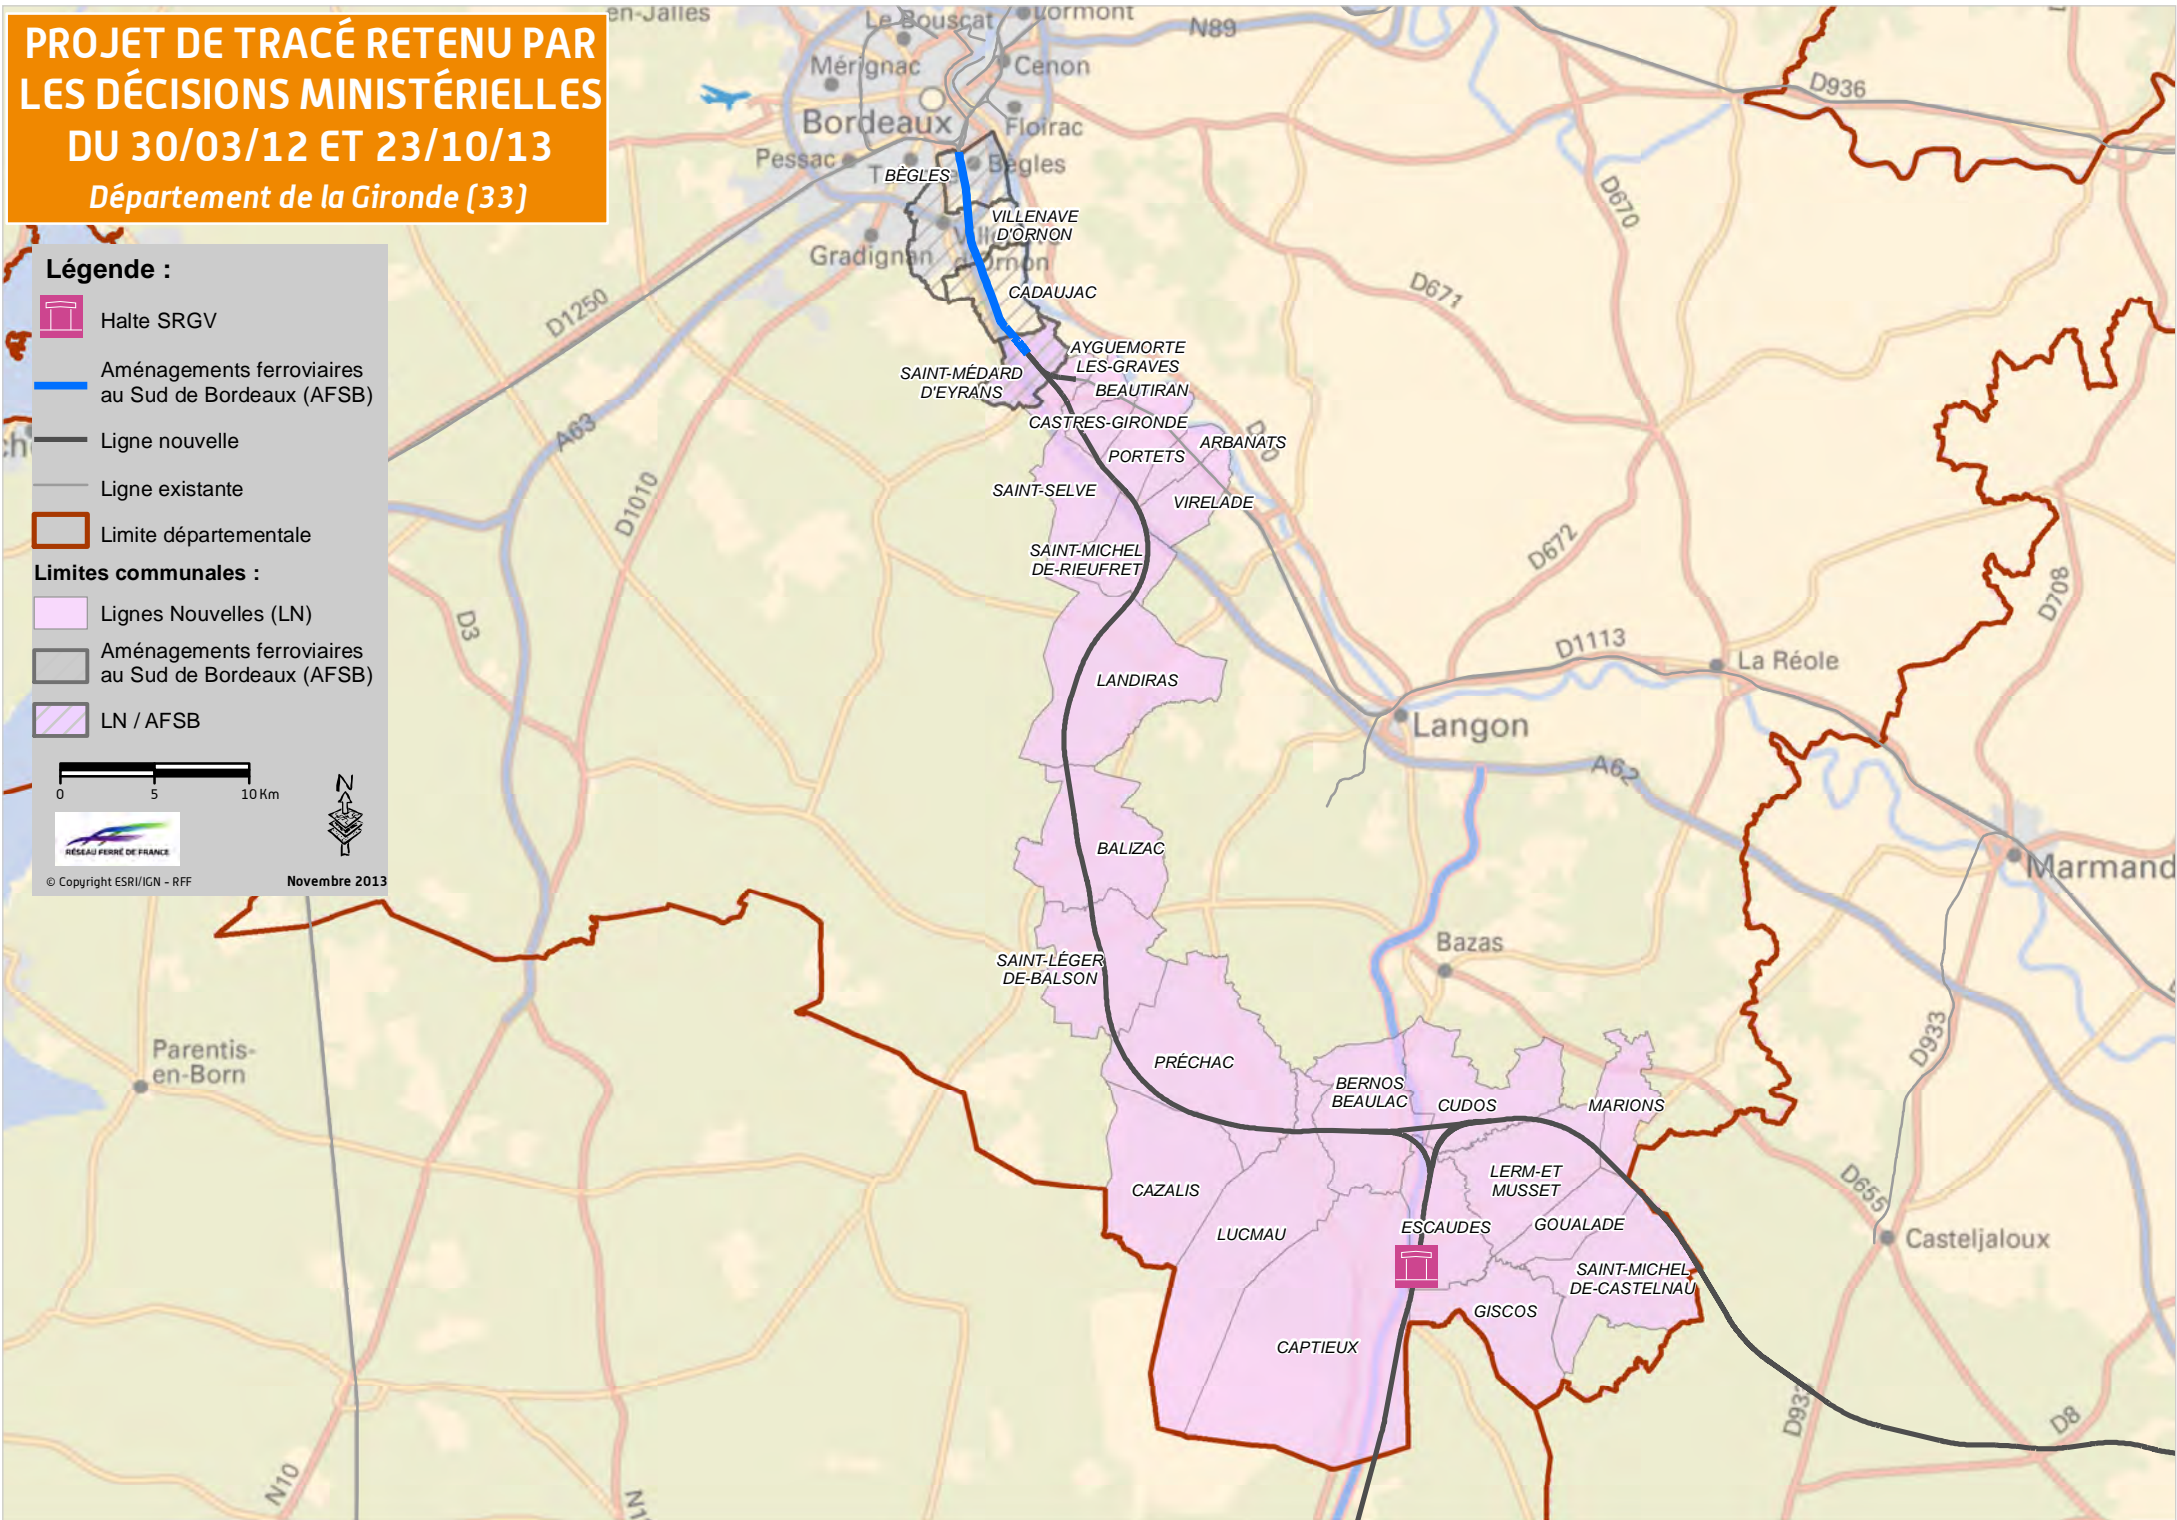 PROJET DE TRACÉ RETENU PAR
LES DÉCISIONS MINISTÉRIELLES
DU 30/03/12 ET 23/10/13
Département de la Gironde (33)
Légende :
Halte SRGV
Aménagements ferroviaires
au Sud de Bordeaux (AFSB)
Ligne nouvelle
Ligne existante
Limite départementale
Limites communales :
Lignes Nouvelles (LN)
Aménagements ferroviaires
au Sud de Bordeaux (AFSB)
LN / AFSB
0 5 10 Km
N
RÉSEAU FERRÉ DE FRANCE
© Copyright ESRI/IGN - RFF
Novembre 2013
en-Jalles
Le Bouscat
Lormont
N89
Mérignac
Cenon
D936
Bordeaux
Floirac
Pessac
Bègles
BÈGLES
VILLENAVE
D'ORNON
Gradignan
d'Ornon
CADAUJAC
D670
D671
D1250
AYGUEMORTE
LES-GRAVES
SAINT-MÉDARD
D'EYRANS
BEAUTIRAN
CASTRES-GIRONDE
A63
ARBANATS
PORTETS
SAINT-SELVE
VIRELADE
D1010
SAINT-MICHEL
DE-RIEUFRET
D672
D708
D3
D1113
La Réole
LANDIRAS
Langon
A62
BALIZAC
Marmand
Bazas
SAINT-LÉGER
DE-BALSON
D933
Parentis-
en-Born
PRÉCHAC
BERNOS
BEAULAC
CUDOS
MARIONS
CAZALIS
LERM-ET
MUSSET
D655
LUCMAU
ESCAUDES
GOUALADE
Casteljaloux
SAINT-MICHEL
DE-CASTELNAU
GISCOS
CAPTIEUX
D8
N10